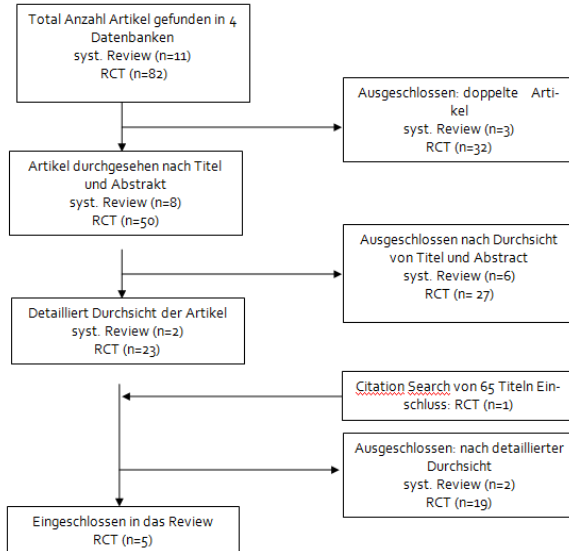 Total Anzahl Artikel gefunden in 4
Datenbanken
syst. Review (n=11)
RCT (n=82)
Ausgeschlossen: doppelte Arti-
kel
syst. Review (n=3)
RCT (n=32)
Artikel durchgesehen nach Titel
und Abstrakt
syst. Review (n=8)
RCT (n=50)
Ausgeschlossen nach Durchsicht
von Titel und Abstract
syst. Review (n=6)
RCT (n= 27)
Detailliert Durchsicht der Artikel
syst. Review (n=2)
RCT (n=23)
Citation Search von 65 Titeln Ein-
schluss: RCT (n=1)
Ausgeschlossen: nach detaillierter
Durchsicht
syst. Review (n=2)
RCT (n=19)
Eingeschlossen in das Review
RCT (n=5)